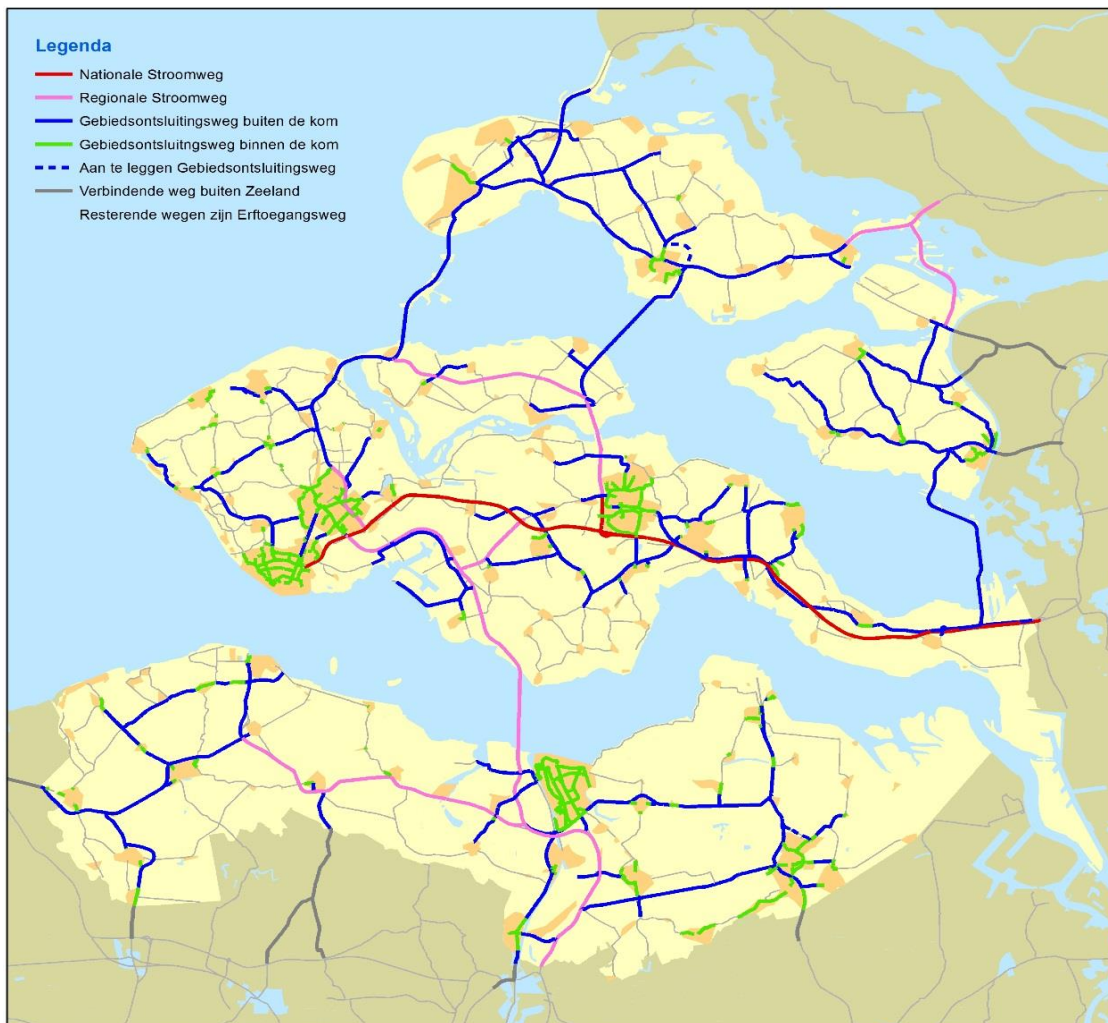 Legenda
Nationale Stroomweg
Regionale Stroomweg
Gebiedsontsluitingsweg buiten de kom
Gebiedsontsluitngsweg binnen de kom
Aan te leggen Gebiedsontsluitingsweg
Verbindende weg buiten Zeeland
Resterende wegen zijn Erftoegangsweg